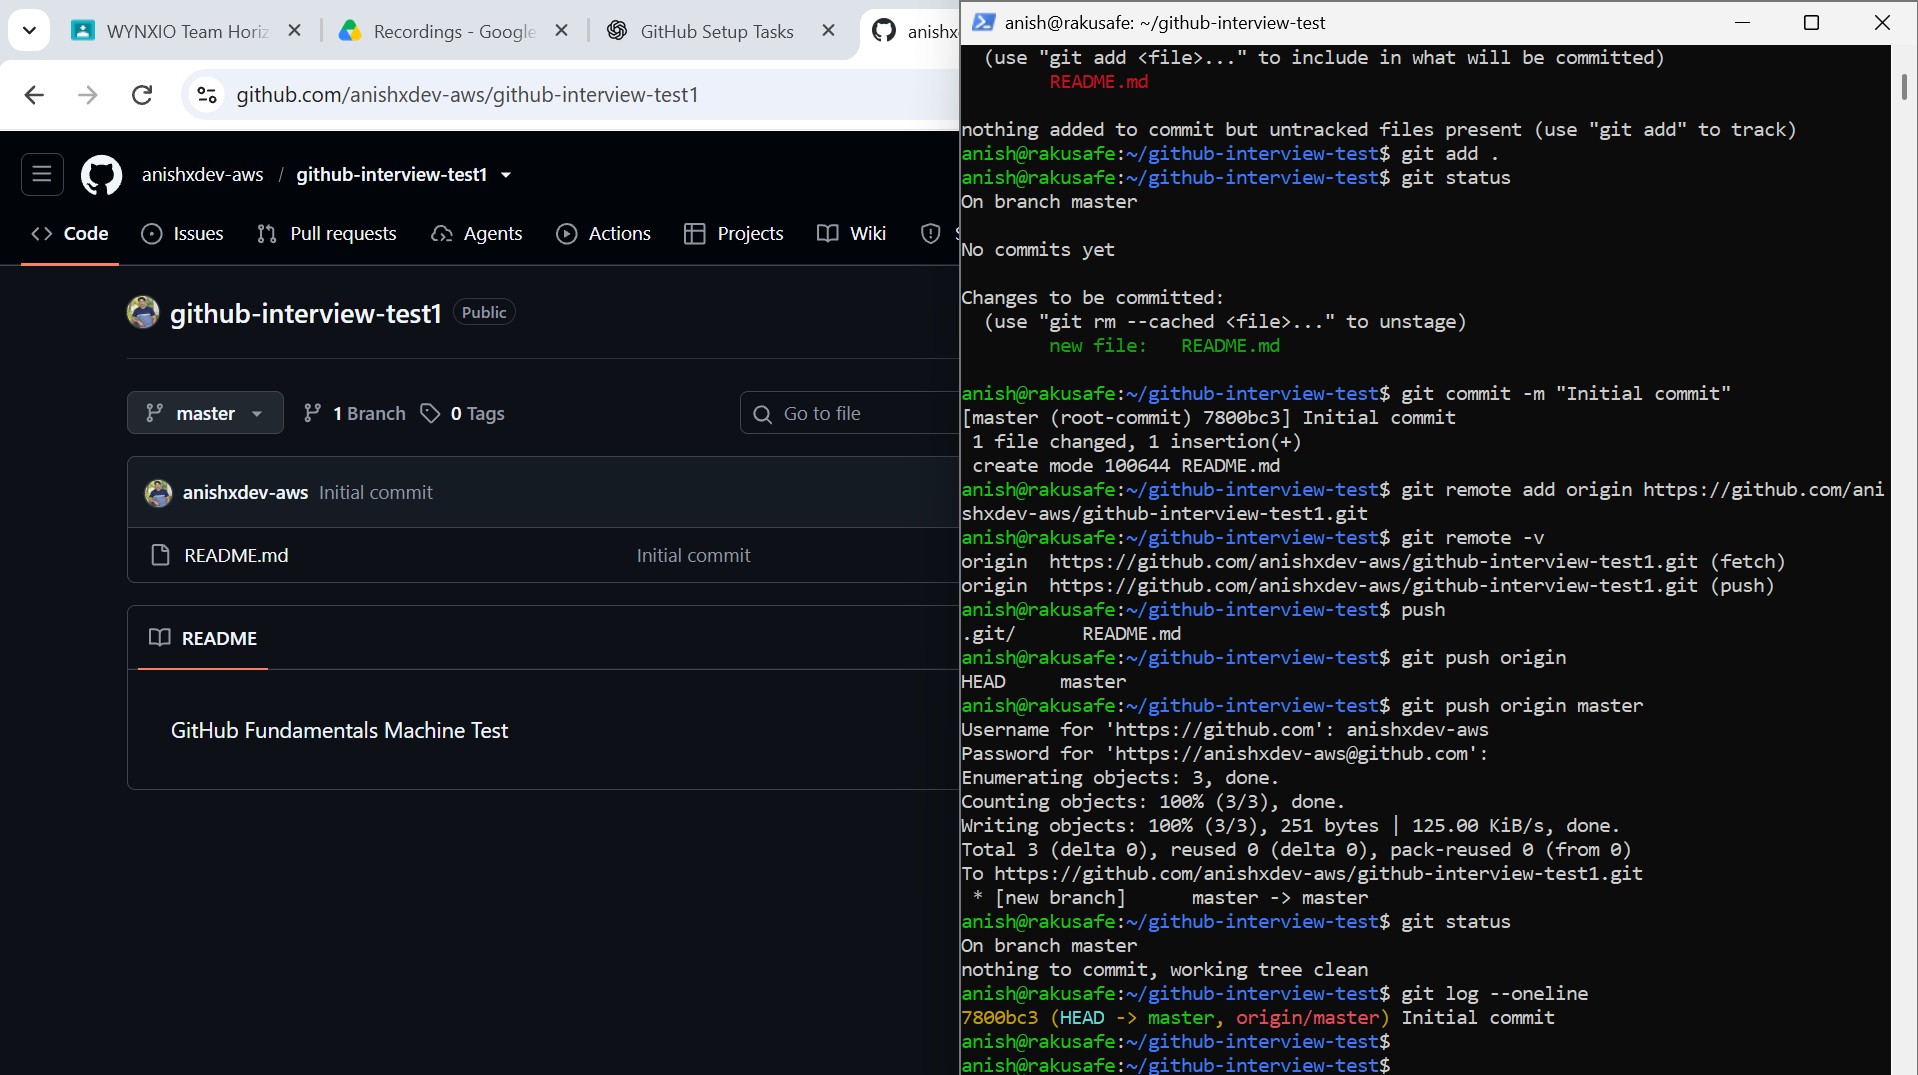 WYNXIO Team Horiz
Recordings - Google
GitHub Setup Tasks
anishx
github.com/anishxdev-aws/github-interview-test1
anishxdev-aws / github-interview-test1
Code Issues Pull requests Agents Actions Projects Wiki
github-interview-test1 Public
master 1 Branch 0 Tags Go to file
anishxdev-aws Initial commit
README.md Initial commit
README
GitHub Fundamentals Machine Test
anish@rakusafe: ~/github-interview-test
(use "git add <file>..." to include in what will be committed)
README.md
nothing added to commit but untracked files present (use "git add" to track)
anish@rakusafe:~/github-interview-test$ git add .
anish@rakusafe:~/github-interview-test$ git status
On branch master
No commits yet
Changes to be committed:
(use "git rm --cached <file>..." to unstage)
new file:   README.md
anish@rakusafe:~/github-interview-test$ git commit -m "Initial commit"
[master (root-commit) 7800bc3] Initial commit
1 file changed, 1 insertion(+)
create mode 100644 README.md
anish@rakusafe:~/github-interview-test$ git remote add origin https://github.com/ani
shxdev-aws/github-interview-test1.git
anish@rakusafe:~/github-interview-test$ git remote -v
origin  https://github.com/anishxdev-aws/github-interview-test1.git (fetch)
origin  https://github.com/anishxdev-aws/github-interview-test1.git (push)
anish@rakusafe:~/github-interview-test$ push
.git/      README.md
anish@rakusafe:~/github-interview-test$ git push origin
HEAD     master
anish@rakusafe:~/github-interview-test$ git push origin master
Username for 'https://github.com': anishxdev-aws
Password for 'https://anishxdev-aws@github.com':
Enumerating objects: 3, done.
Counting objects: 100% (3/3), done.
Writing objects: 100% (3/3), 251 bytes | 125.00 KiB/s, done.
Total 3 (delta 0), reused 0 (delta 0), pack-reused 0 (from 0)
To https://github.com/anishxdev-aws/github-interview-test1.git
* [new branch]      master -> master
anish@rakusafe:~/github-interview-test$ git status
On branch master
nothing to commit, working tree clean
anish@rakusafe:~/github-interview-test$ git log --oneline
7800bc3 (HEAD -> master, origin/master) Initial commit
anish@rakusafe:~/github-interview-test$
anish@rakusafe:~/github-interview-test$